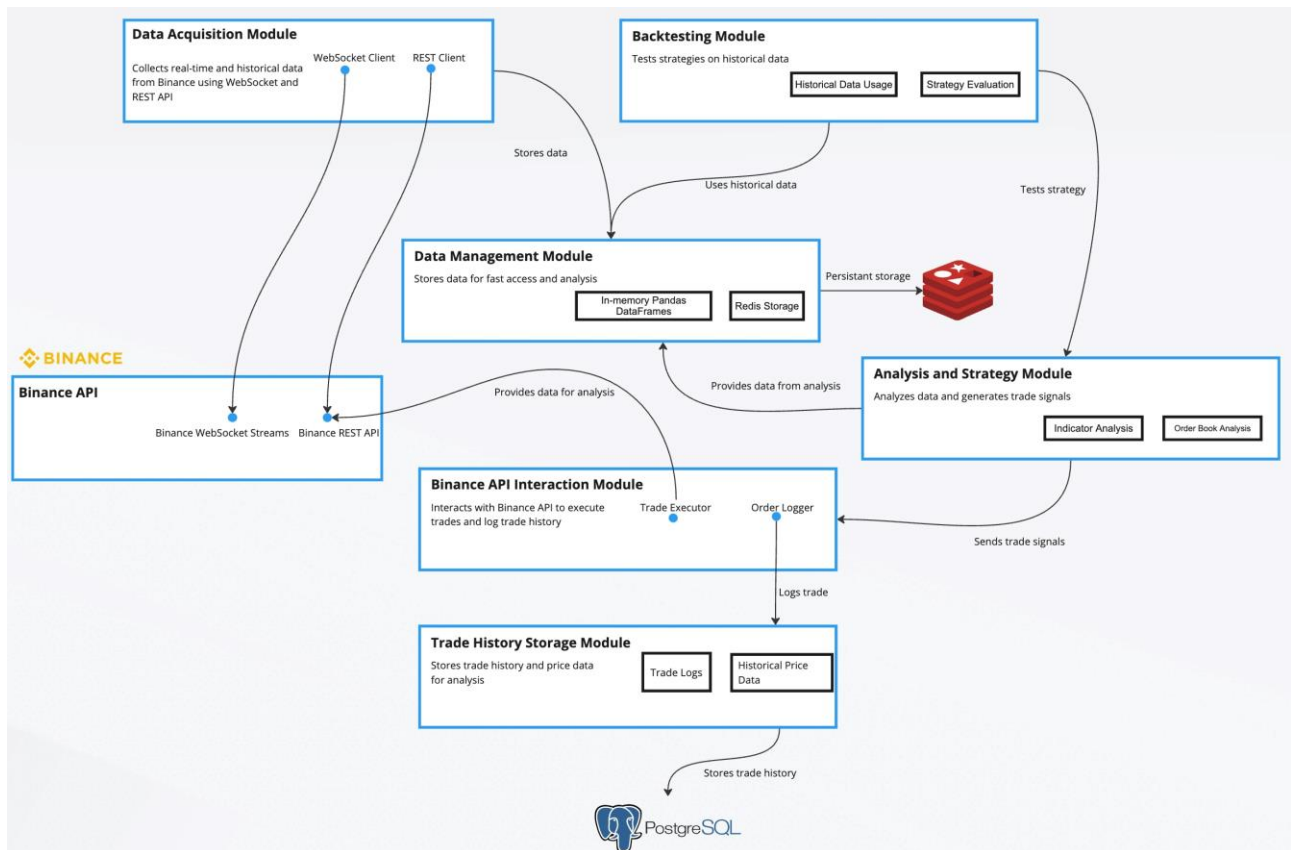 Data Acquisition Module
WebSocket Client
REST Client
Collects real-time and historical data
from Binance using WebSocket and
REST API
Backtesting Module
Tests strategies on historical data
Historical Data Usage
Strategy Evaluation
Stores data
Uses historical data
Tests strategy
Data Management Module
Stores data for fast access and analysis
In-memory Pandas
DataFrames
Redis Storage
Persistant storage
BINANCE
Binance API
Binance WebSocket Streams
Binance REST API
Provides data for analysis
Provides data from analysis
Analysis and Strategy Module
Analyzes data and generates trade signals
Indicator Analysis
Order Book Analysis
Binance API Interaction Module
Interacts with Binance API to execute
trades and log trade history
Trade Executor
Order Logger
Sends trade signals
Logs trade
Trade History Storage Module
Stores trade history and price data
for analysis
Trade Logs
Historical Price
Data
Stores trade history
PostgreSQL